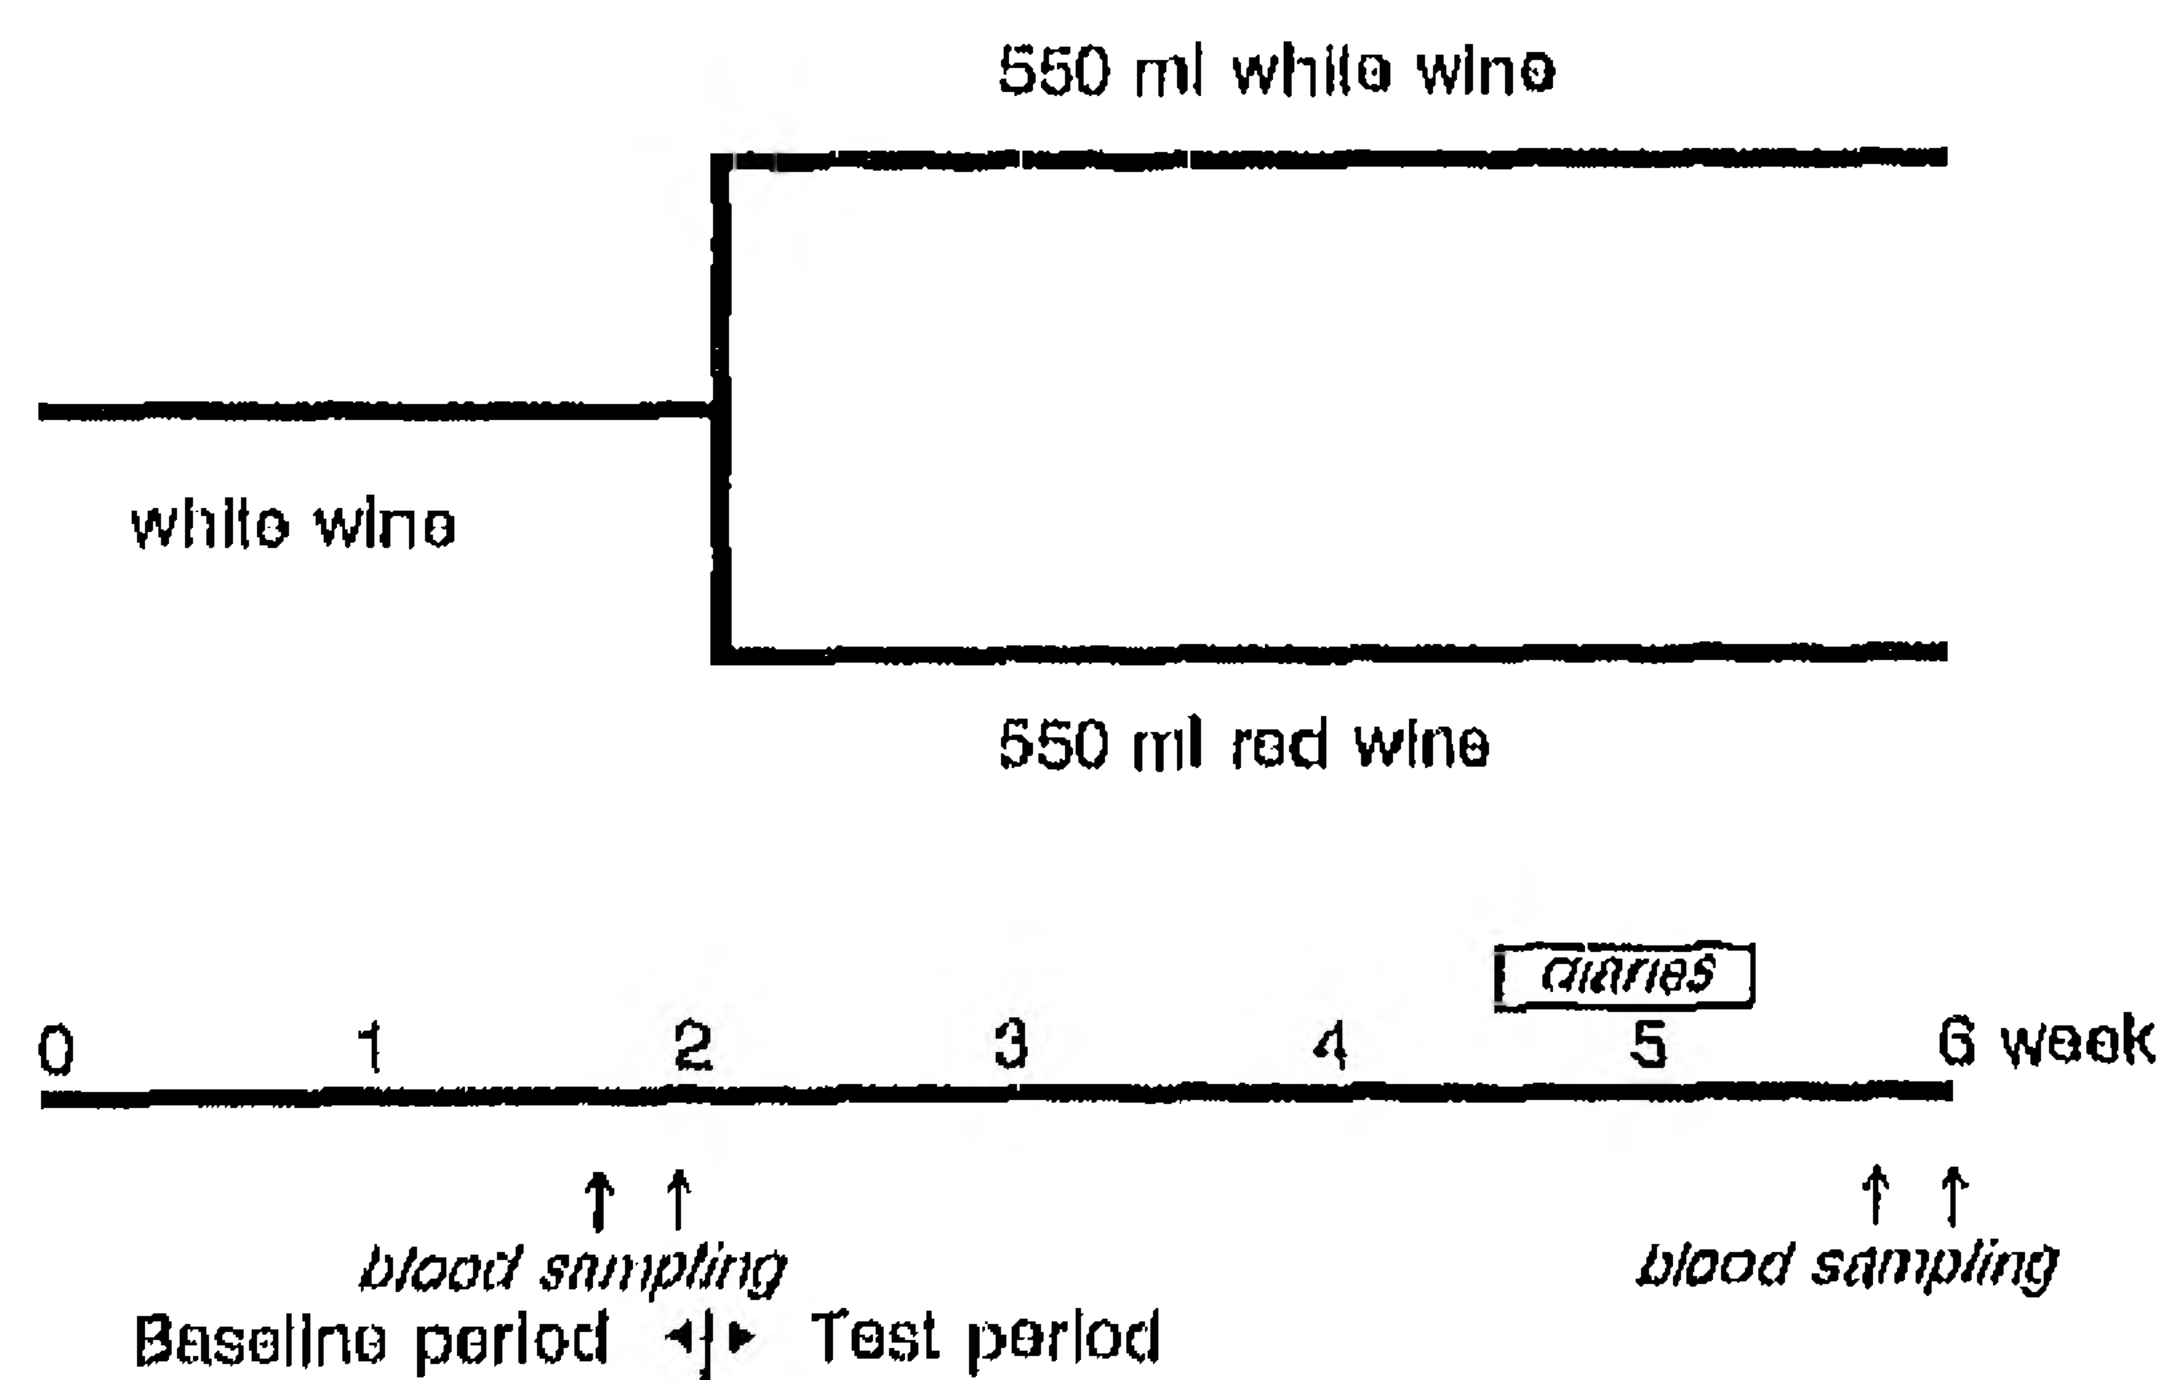 550 ml white wine
white wine
550 ml red wine
diaries
0 1 2 3 4 5 6 week
blood sampling blood sampling
Baseline period Test period